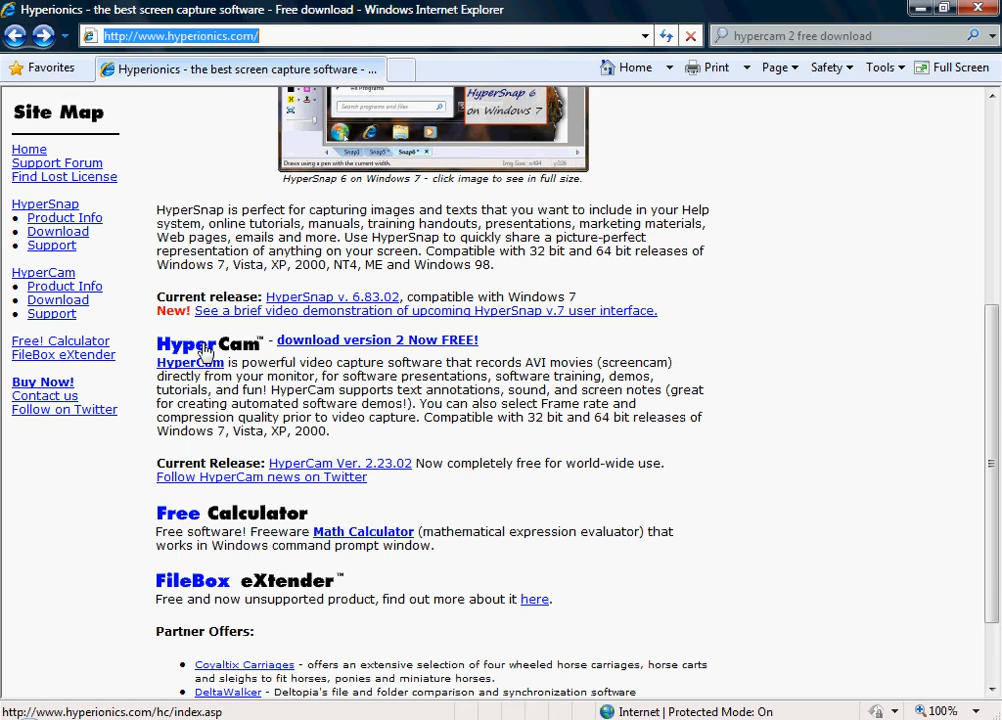 Hyperionics - the best screen capture software - Free download - Windows Internet Explorer
http://www.hyperionics.com/
hypercam 2 free download
Favorites
Hyperionics - the best screen capture software - ...
Home
Print
Page
Safety
Tools
Full Screen
Site Map
Home
Support Forum
Find Lost License
HyperSnap
Product Info
Download
Support
HyperCam
Product Info
Download
Support
Free! Calculator
FileBox eXtender
Buy Now!
Contact us
Follow on Twitter
Search programs and files
HyperSnap 6
on Windows 7
Snap1 Snap5* Snap6*
Draws using a pen with the current width.
HyperSnap 6 on Windows 7 - click image to see in full size.
HyperSnap is perfect for capturing images and texts that you want to include in your Help
system, online tutorials, manuals, training handouts, presentations, marketing materials,
Web pages, emails and more. Use HyperSnap to quickly share a picture-perfect
representation of anything on your screen. Compatible with 32 bit and 64 bit releases of
Windows 7, Vista, XP, 2000, NT4, ME and Windows 98.
Current release: HyperSnap v. 6.83.02, compatible with Windows 7
New! See a brief video demonstration of upcoming HyperSnap v.7 user interface.
HyperCam™ - download version 2 Now FREE!
HyperCam is powerful video capture software that records AVI movies (screencam)
directly from your monitor, for software presentations, software training, demos,
tutorials, and fun! HyperCam supports text annotations, sound, and screen notes (great
for creating automated software demos!). You can also select Frame rate and
compression quality prior to video capture. Compatible with 32 bit and 64 bit releases of
Windows 7, Vista, XP, 2000.
Current Release: HyperCam Ver. 2.23.02 Now completely free for world-wide use.
Follow HyperCam news on Twitter
Free Calculator
Free software! Freeware Math Calculator (mathematical expression evaluator) that
works in Windows command prompt window.
FileBox eXtender™
Free and now unsupported product, find out more about it here.
Partner Offers:
Covaltix Carriages - offers an extensive selection of four wheeled horse carriages, horse carts
and sleighs to fit horses, ponies and miniature horses.
DeltaWalker - Deltopia's file and folder comparison and synchronization software
http://www.hyperionics.com/hc/index.asp
Internet | Protected Mode: On
100%